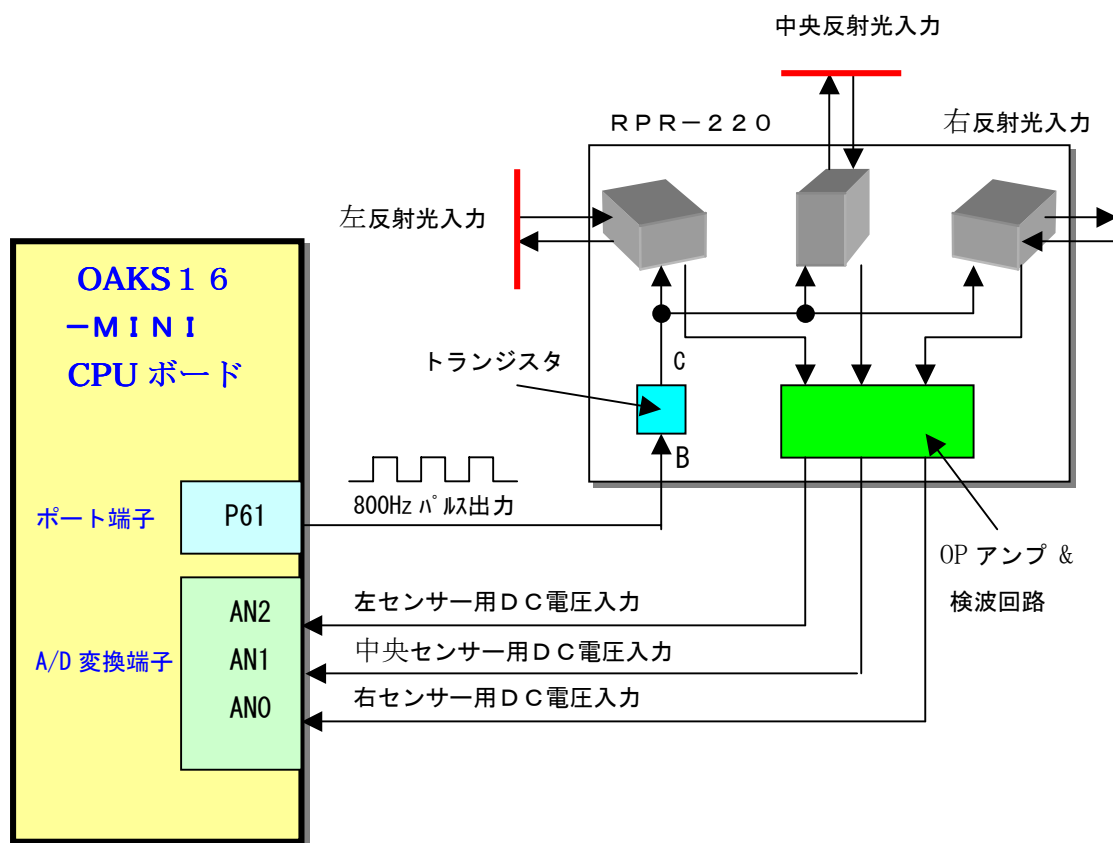 中央反射光入力
RPR－220
右反射光入力
左反射光入力
OAKS16
－MINI
CPU ボード
トランジスタ
C
B
800Hz ﾊﾟﾙｽ出力
ポート端子
P61
OP アンプ &
検波回路
左センサー用DC電圧入力
AN2
中央センサー用DC電圧入力
A/D 変換端子
AN1
右センサー用DC電圧入力
AN0